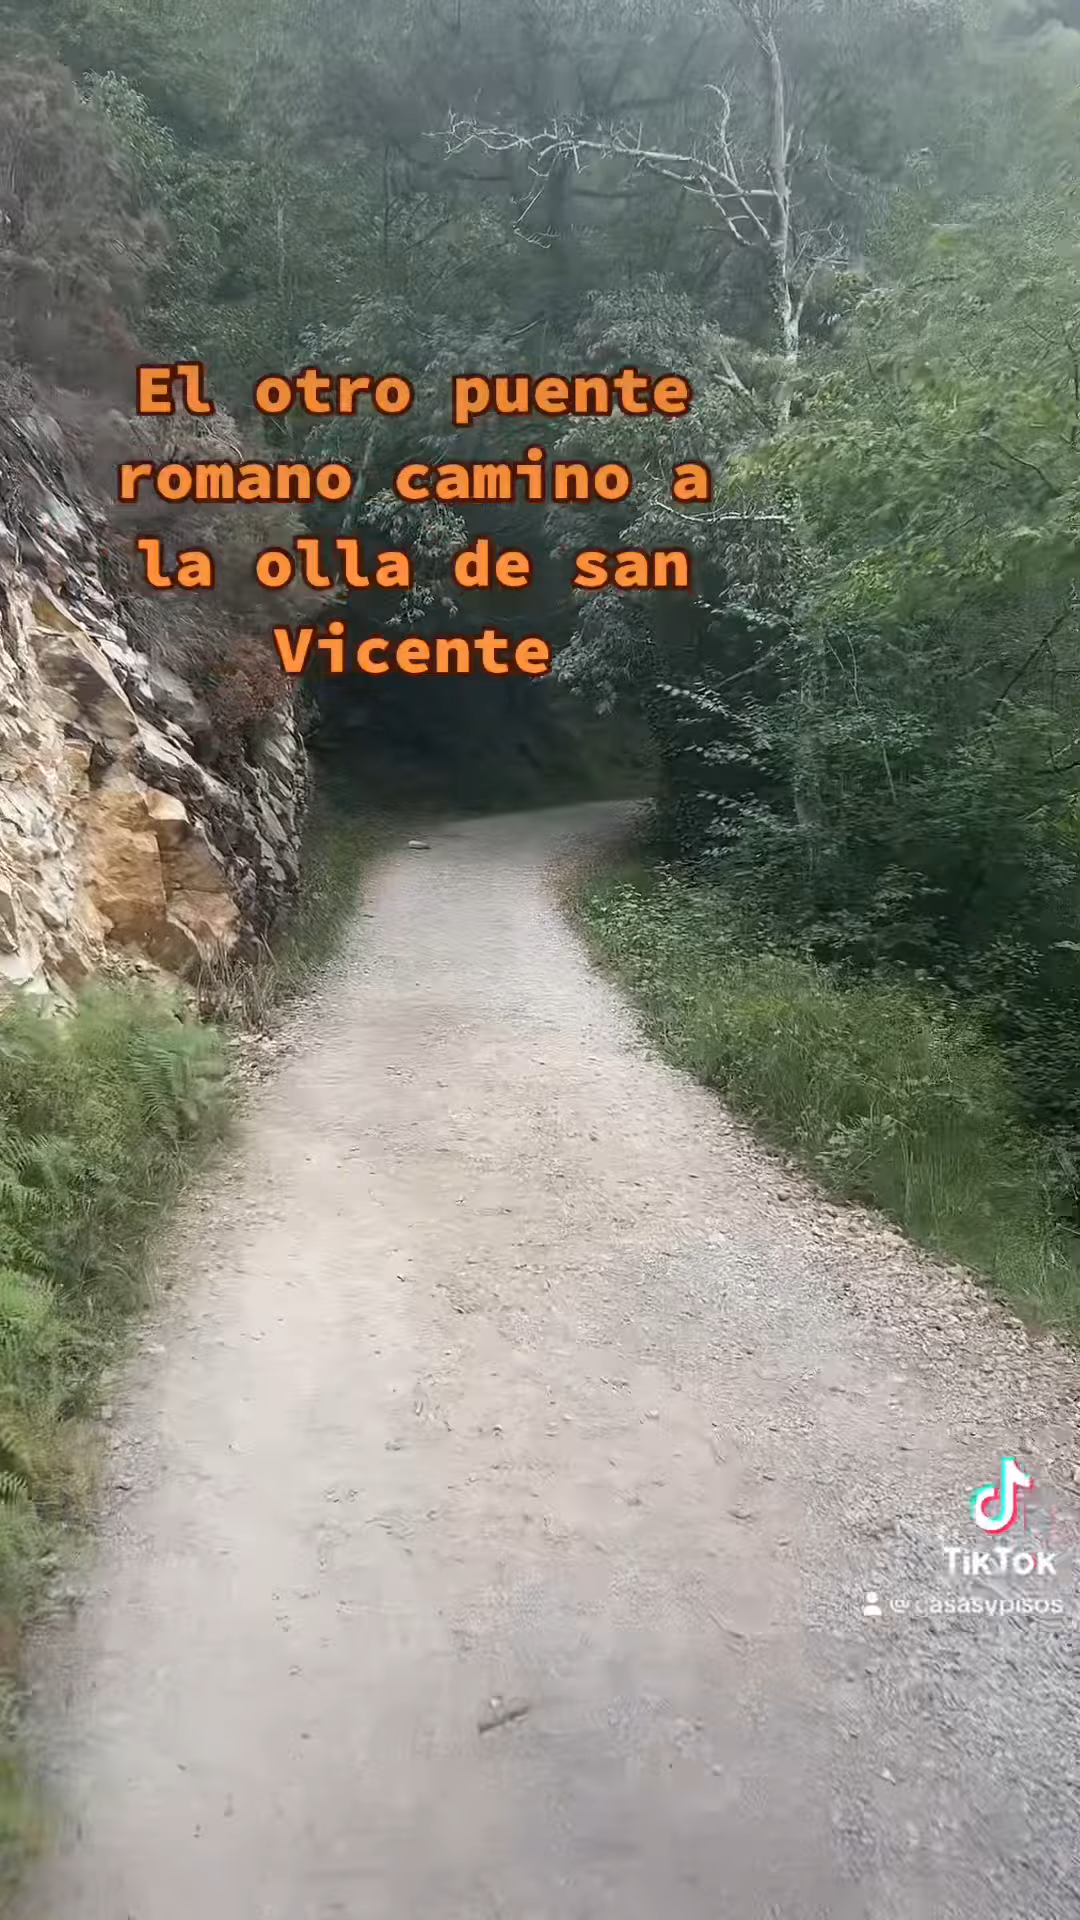 El otro puente
romano camino a
la olla de san
Vicente
TikTok
@casasypisos